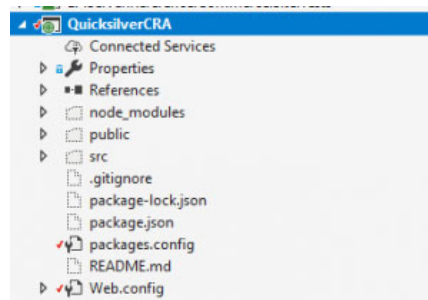 QuicksilverCRA
Connected Services
Properties
References
node_modules
public
src
.gitignore
package-lock.json
package.json
packages.config
README.md
Web.config